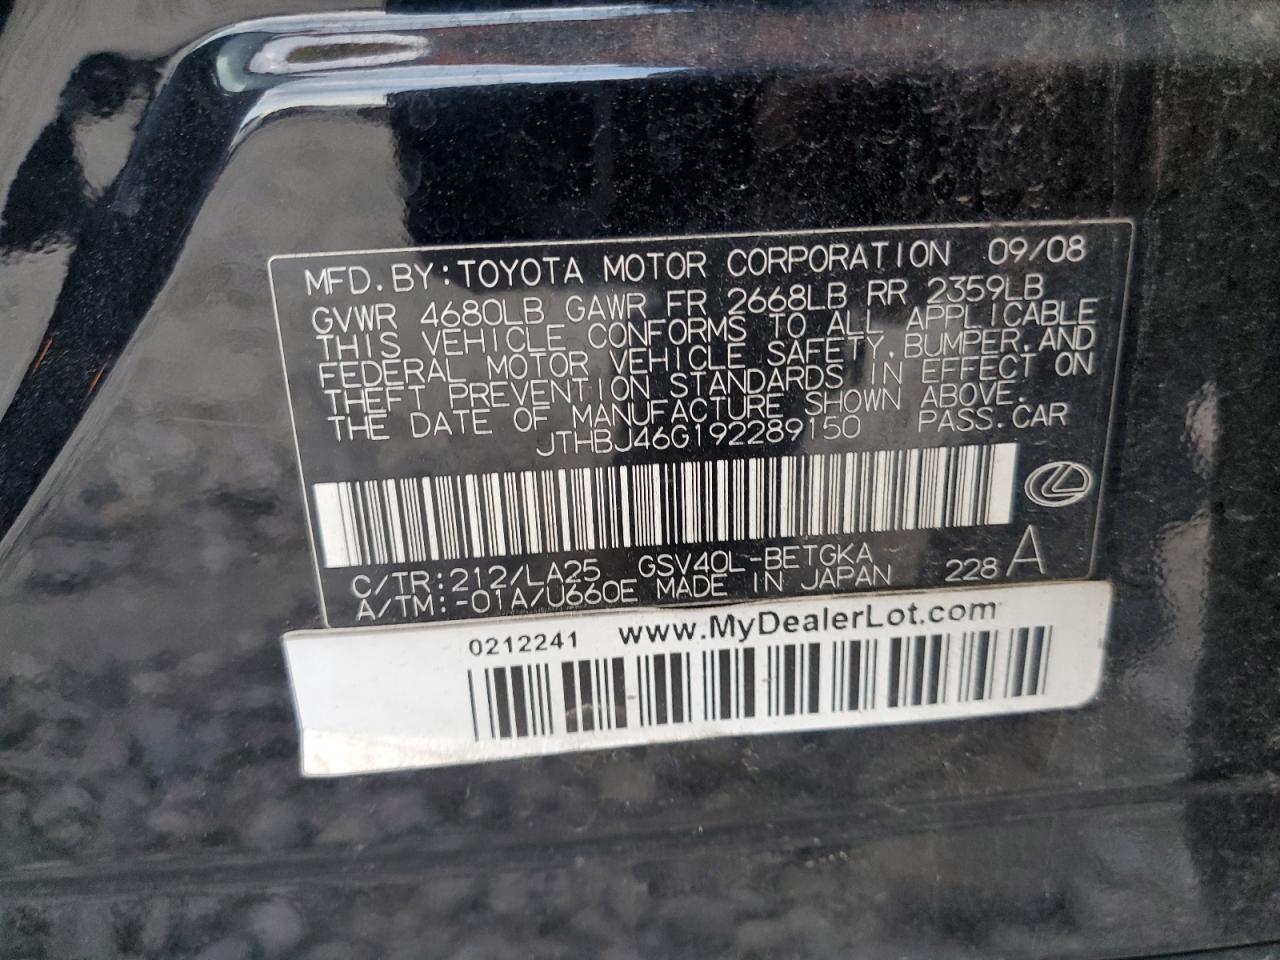 MFD.BY:TOYOTA MOTOR CORPORATION 09/08
GVWR 4680LB GAWR FR 2668LB RR 2359LB
THIS VEHICLE CONFORMS TO ALL APPLICABLE
FEDERAL MOTOR VEHICLE SAFETY,BUMPER,AND
THEFT PREVENTION STANDARDS IN EFFECT ON
THE DATE OF MANUFACTURE SHOWN ABOVE.
JTHBJ46G192289150 PASS.CAR
C/TR:212/LA25 GSV40L-BETGKA
A/TM:-01A/U660E MADE IN JAPAN 228 A
0212241 www.MyDealerLot.com